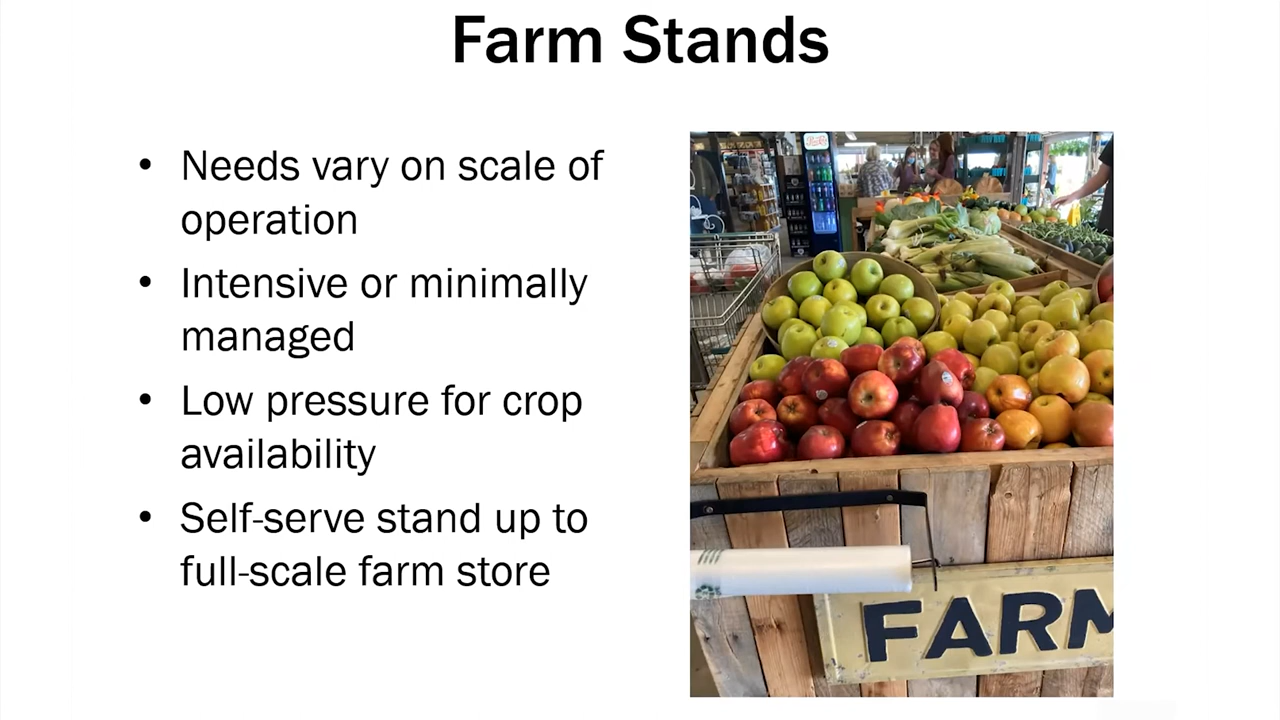 Farm Stands
• Needs vary on scale of
operation
• Intensive or minimally
managed
• Low pressure for crop
availability
• Self-serve stand up to
full-scale farm store
FARM